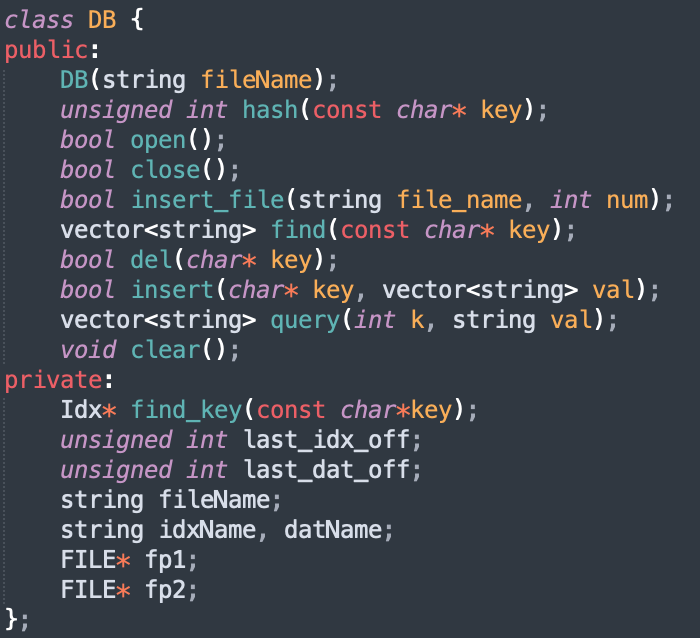 class DB {
public:
    DB(string fileName);
    unsigned int hash(const char* key);
    bool open();
    bool close();
    bool insert_file(string file_name, int num);
    vector<string> find(const char* key);
    bool del(char* key);
    bool insert(char* key, vector<string> val);
    vector<string> query(int k, string val);
    void clear();
private:
    Idx* find_key(const char*key);
    unsigned int last_idx_off;
    unsigned int last_dat_off;
    string fileName;
    string idxName, datName;
    FILE* fp1;
    FILE* fp2;
};